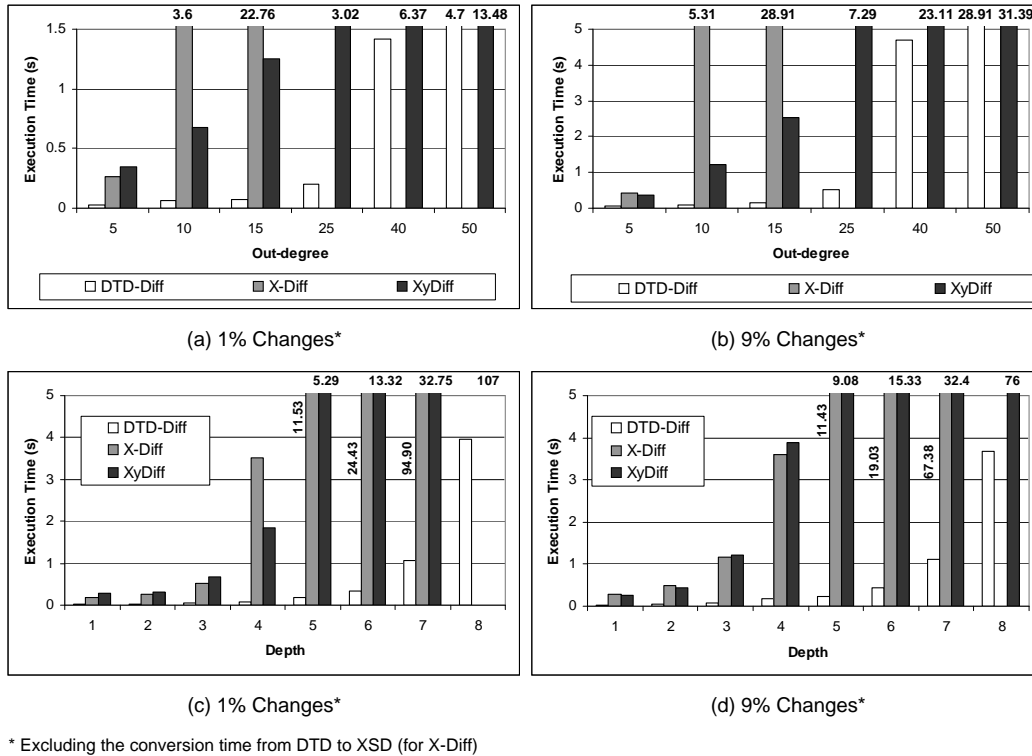 3.6 22.76 3.02 6.37 4.7 13.48
1.5
1
0.5
0
Execution Time (s)
5 10 15 25 40 50
Out-degree
DTD-Diff X-Diff XyDiff
(a) 1% Changes*
5.31 28.91 7.29 23.11 28.91 31.39
5
4
3
2
1
0
Execution Time (s)
5 10 15 25 40 50
Out-degree
DTD-Diff X-Diff XyDiff
(b) 9% Changes*
5.29 13.32 32.75 107
5
4
3
2
1
0
Execution Time (s)
DTD-Diff
X-Diff
XyDiff
11.53
24.43
94.90
1 2 3 4 5 6 7 8
Depth
(c) 1% Changes*
9.08 15.33 32.4 76
5
4
3
2
1
0
Execution Time (s)
DTD-Diff
X-Diff
XyDiff
11.43
19.03
67.38
1 2 3 4 5 6 7 8
Depth
(d) 9% Changes*
* Excluding the conversion time from DTD to XSD (for X-Diff)